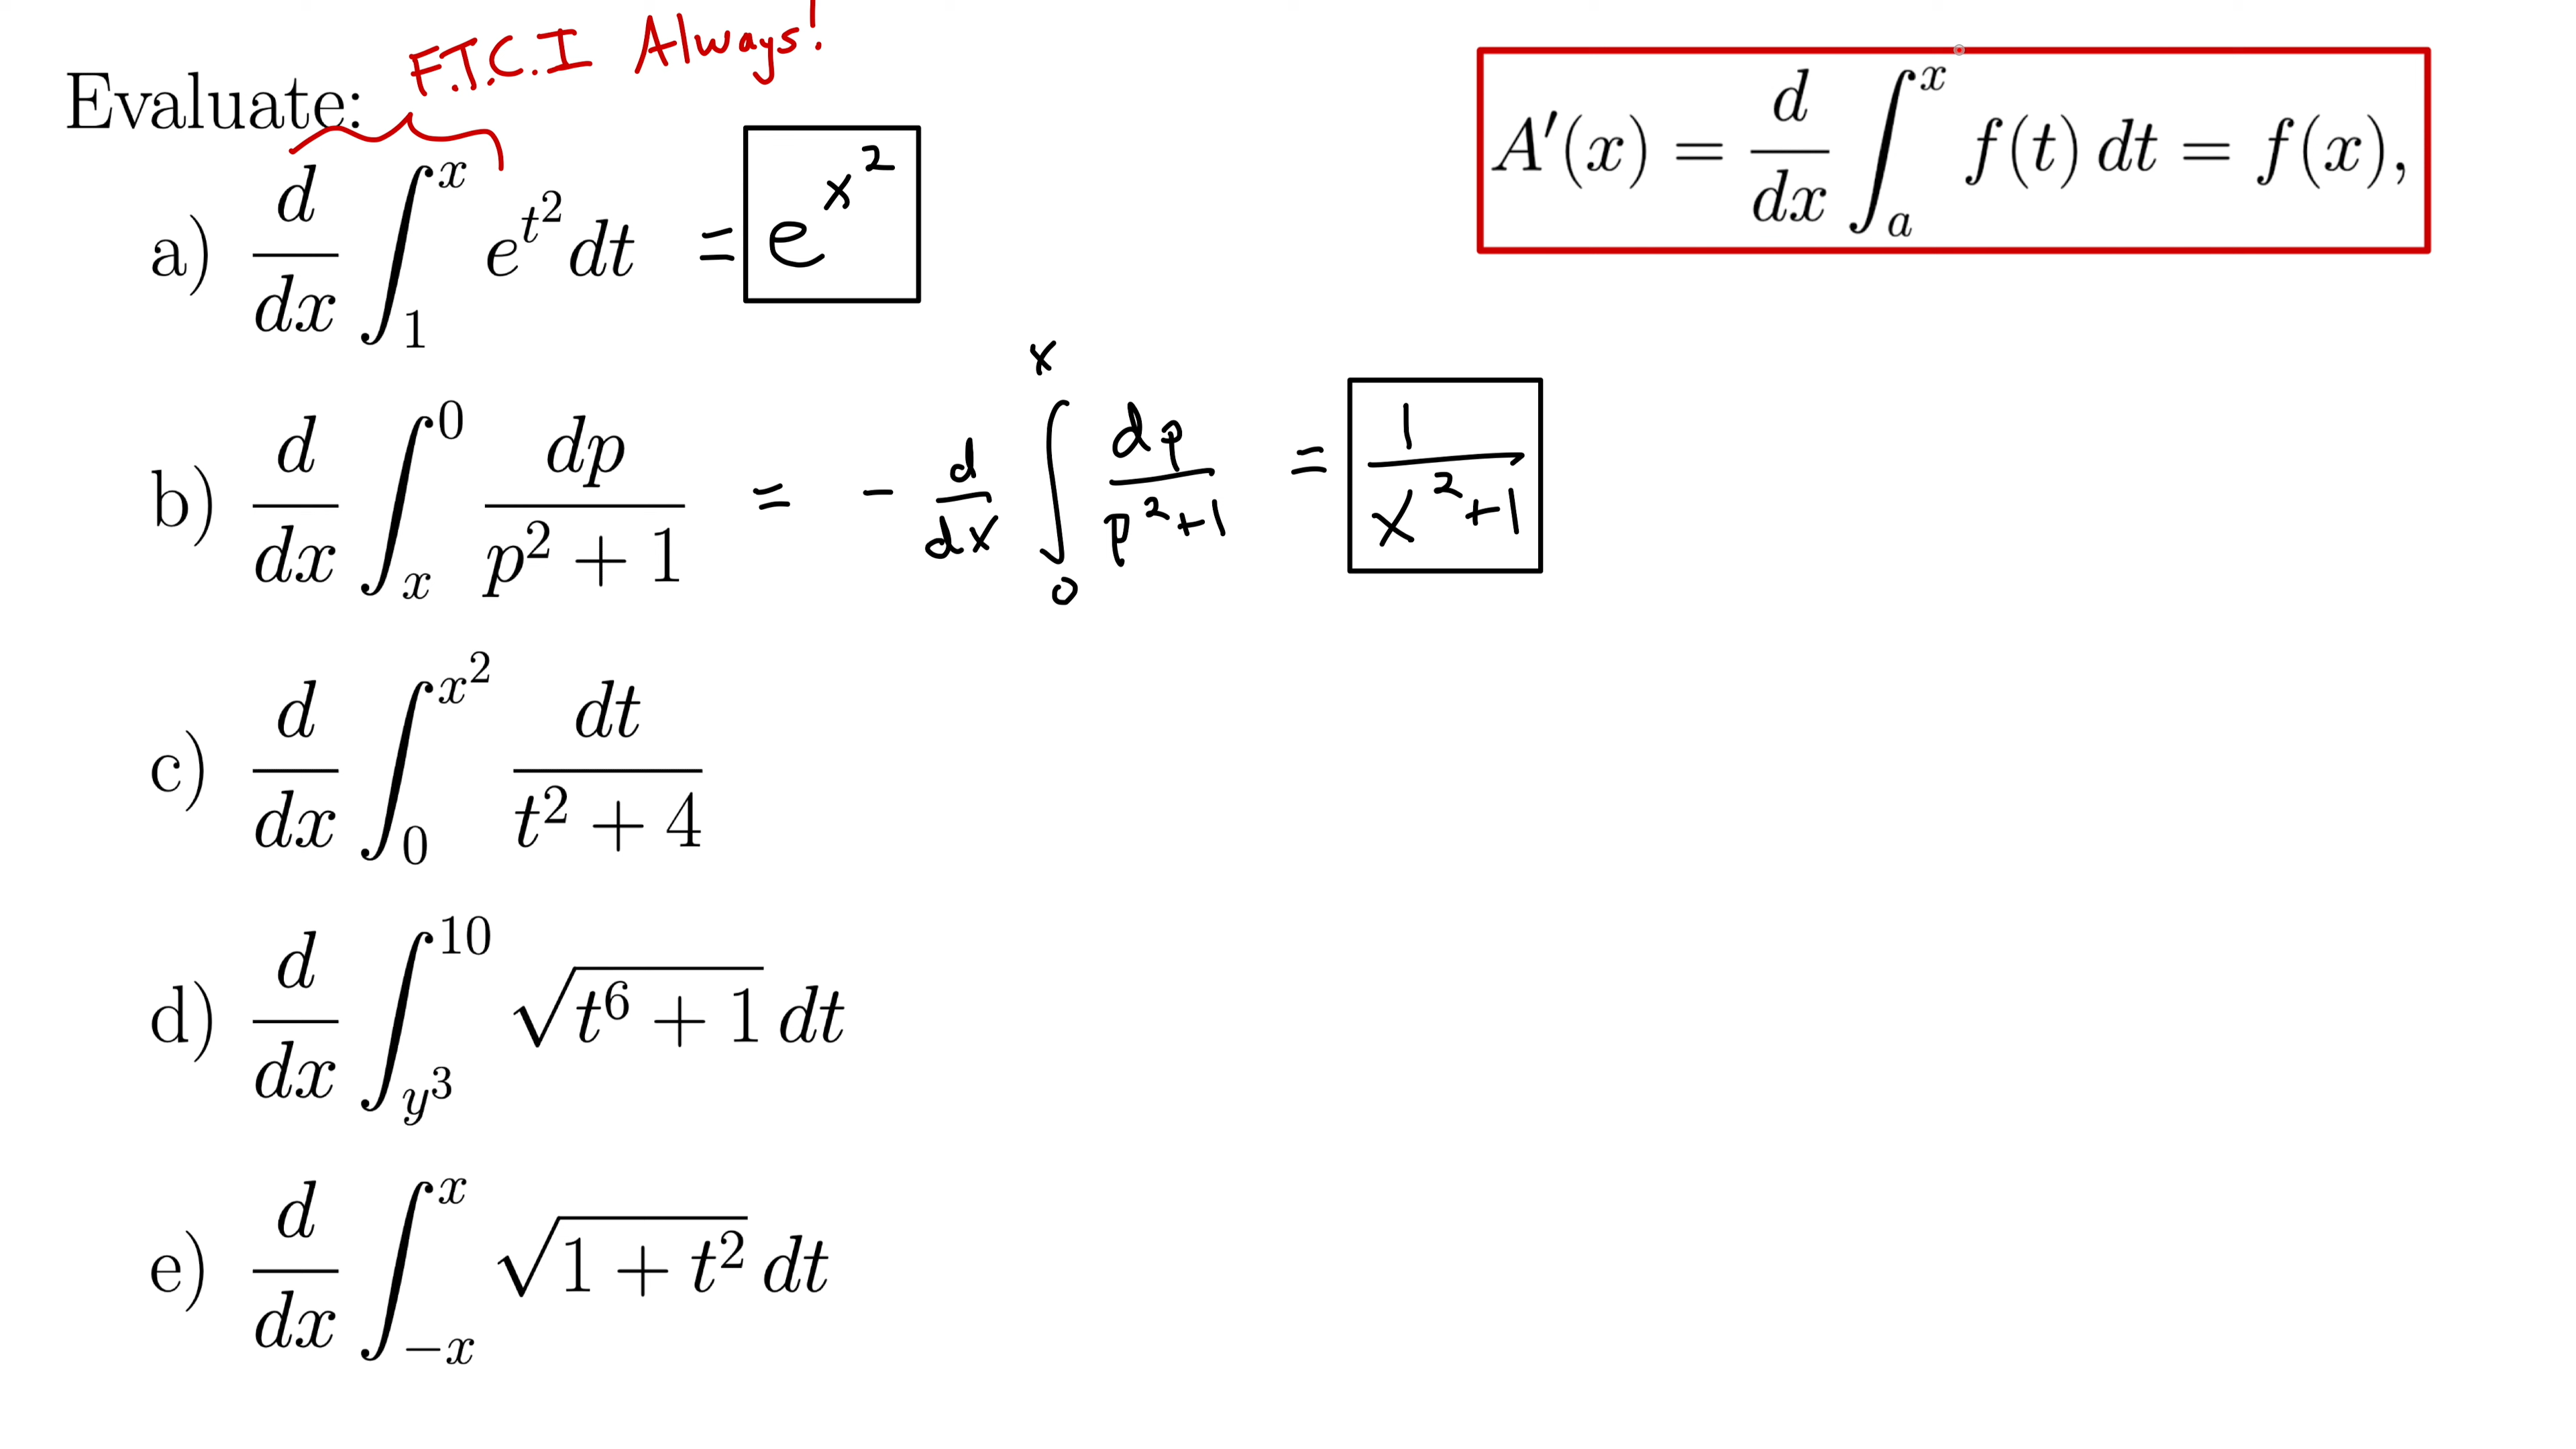 F.T.C.I Always!
Evaluate:
A′(x) = d/dx ∫_a^x f(t) dt = f(x),
a) d/dx ∫_1^x e^{t^2} dt = e^{x^2}
b) d/dx ∫_x^0 dp/(p^2 + 1) = - d/dx ∫_0^x dp/(p^2+1) = 1/(x^2+1)
c) d/dx ∫_0^{x^2} dt/(t^2 + 4)
d) d/dx ∫_{y^3}^{10} √(t^6 + 1) dt
e) d/dx ∫_{-x}^x √(1 + t^2) dt